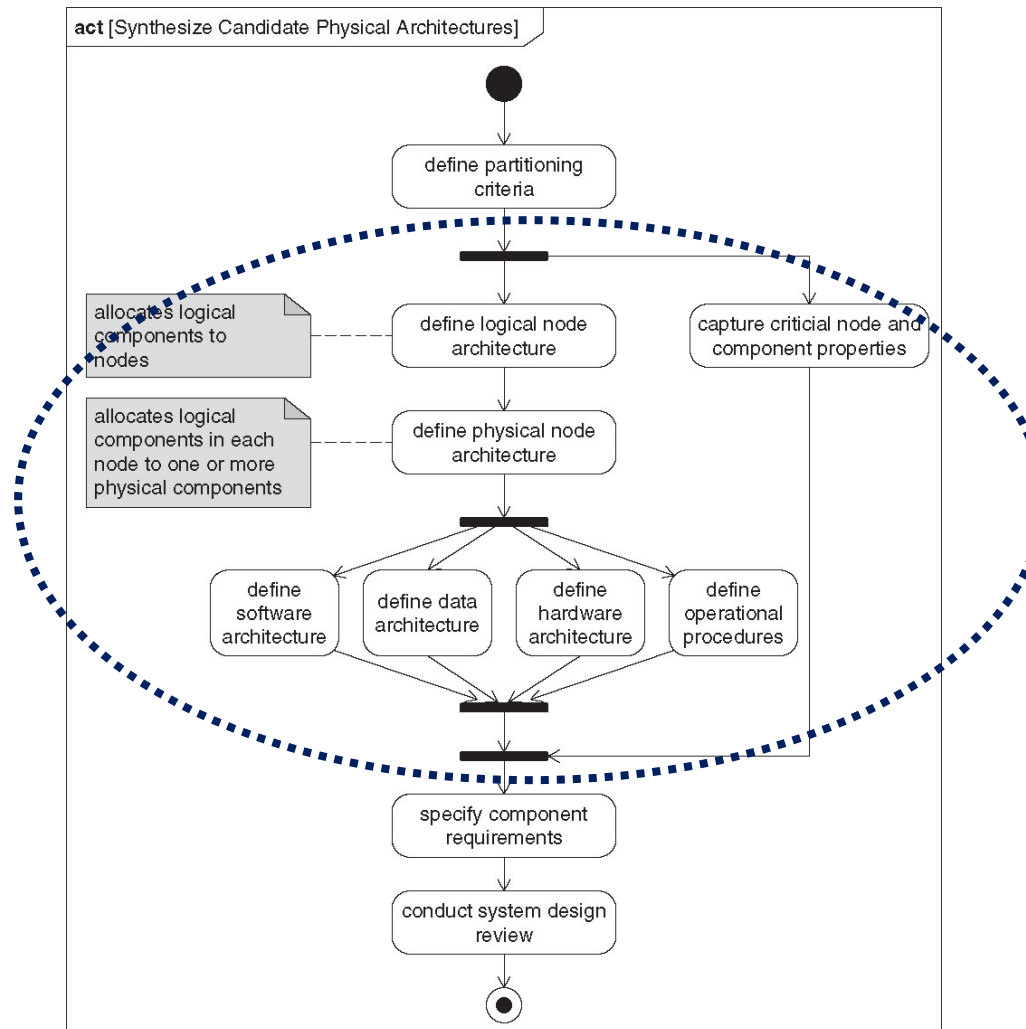 act [Synthesize Candidate Physical Architectures]
define partitioning
criteria
allocates logical
components to
nodes
define logical node
architecture
capture criticial node and
component properties
allocates logical
components in each
node to one or more
physical components
define physical node
architecture
define
software
architecture
define data
architecture
define
hardware
architecture
define
operational
procedures
specify component
requirements
conduct system design
review